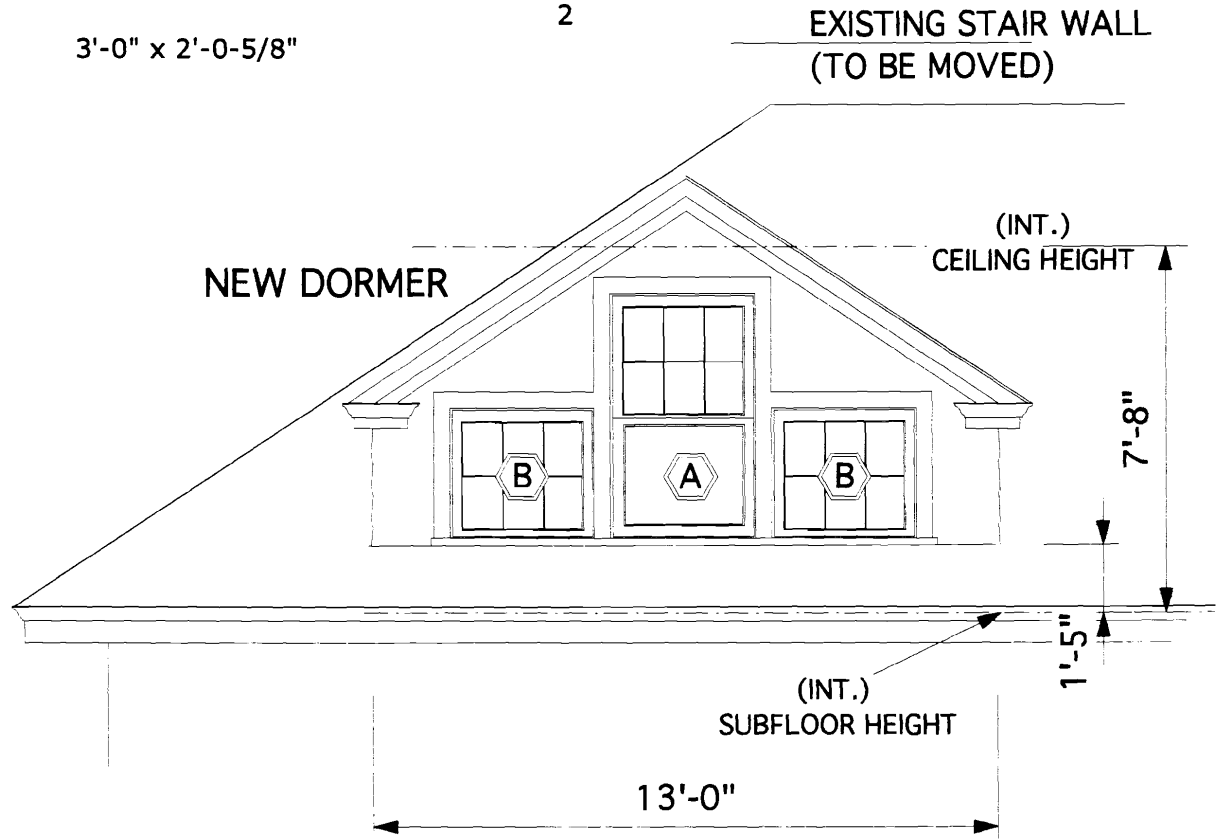 2
EXISTING STAIR WALL
3'-0" x 2'-0-5/8"
(TO BE MOVED)
(INT.)
CEILING HEIGHT
NEW DORMER
7'-8"
B
A
B
1'-5"
(INT.)
SUBFLOOR HEIGHT
13'-0"